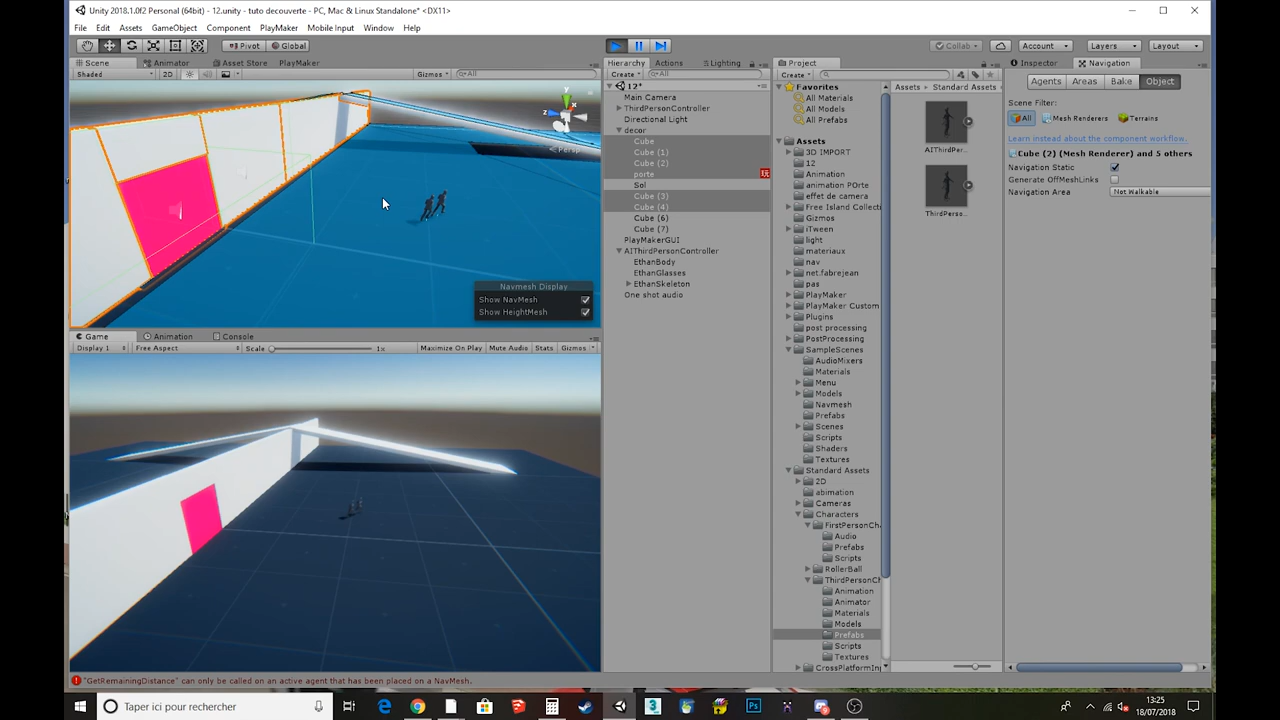 Unity 2018.1.0f2 Personal (64bit) - 12.unity - tuto decouverte - PC, Mac & Linux Standalone* <DX11>
File Edit Assets GameObject Component PlayMaker Mobile Input Window Help
Pivot Global Collab Account Layers Layout
Scene Animator Asset Store PlayMaker
Shaded 2D Gizmos All
Persp
Navmesh Display
Show NavMesh
Show HeightMesh
Game Animation Console
Display 1 Free Aspect Scale 1x Maximize On Play Mute Audio Stats Gizmos
Hierarchy Actions Lighting
Create All
12*
Main Camera
ThirdPersonController
Directional Light
decor
Cube
Cube (1)
Cube (2)
porte
Sol
Cube (3)
Cube (4)
Cube (6)
Cube (7)
PlayMakerGUI
AIThirdPersonController
EthanBody
EthanGlasses
EthanSkeleton
One shot audio
Project
Create
Favorites
All Materials
All Models
All Prefabs
Assets
3D IMPORT
12
Animation
animation POrte
effet de camera
Free Island Collecti
Gizmos
iTween
light
materiaux
nav
net.fabrejean
pas
PlayMaker
PlayMaker Custom
Plugins
post processing
PostProcessing
SampleScenes
AudioMixers
Materials
Menu
Models
Navmesh
Prefabs
Scenes
Scripts
Shaders
Textures
Standard Assets
2D
abimation
Cameras
Characters
FirstPersonCha
Audio
Prefabs
Scripts
RollerBall
ThirdPersonCh
Animation
Animator
Materials
Models
Prefabs
Scripts
Textures
CrossPlatformInp
Assets Standard Assets
AIThirdPer...
ThirdPerso...
Inspector Navigation
Agents Areas Bake Object
Scene Filter:
All Mesh Renderers Terrains
Learn instead about the component workflow.
Cube (2) (Mesh Renderer) and 5 others
Navigation Static
Generate OffMeshLinks
Navigation Area Not Walkable
"GetRemainingDistance" can only be called on an active agent that has been placed on a NavMesh.
Taper ici pour rechercher
13:25
18/07/2018